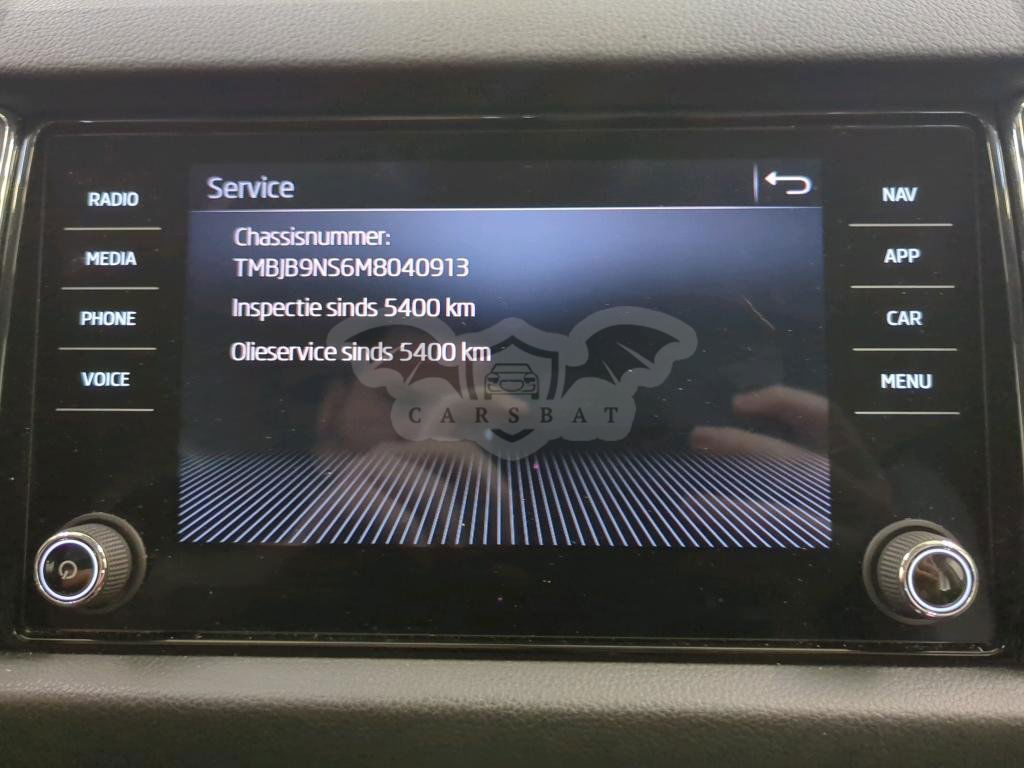 Service
RADIO
MEDIA
PHONE
VOICE
Chassisnummer:
TMBJB9NS6M8040913
Inspectie sinds 5400 km
Olieservice sinds 5400 km
CARSBAT
NAV
APP
CAR
MENU